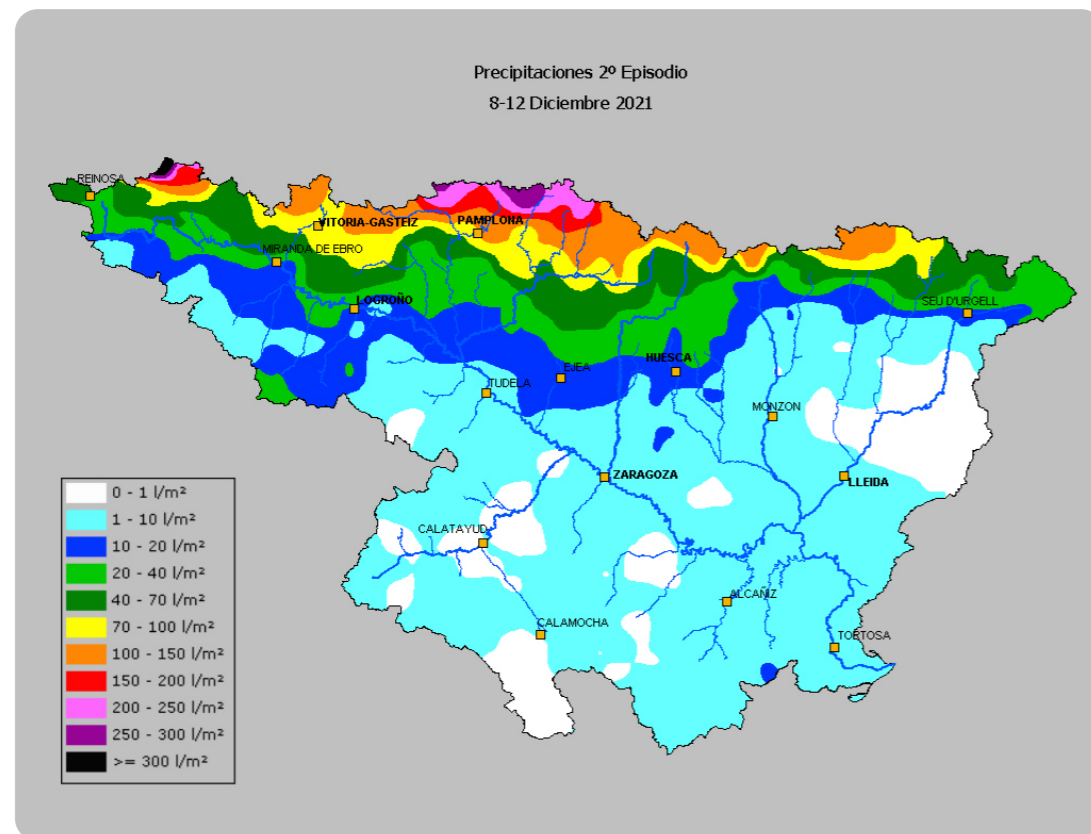 Precipitaciones 2º Episodio
8-12 Diciembre 2021
REINOSA
VITORIA-GASTEIZ
PAMPLONA
MIRANDA DE EBRO
LOGROÑO
SEU D'URGELL
HUESCA
EJEA
TUDELA
MONZON
ZARAGOZA
LLEIDA
CALATAYUD
ALCAÑIZ
CALAMOCHA
TORTOSA
0 - 1 l/m²
1 - 10 l/m²
10 - 20 l/m²
20 - 40 l/m²
40 - 70 l/m²
70 - 100 l/m²
100 - 150 l/m²
150 - 200 l/m²
200 - 250 l/m²
250 - 300 l/m²
>= 300 l/m²